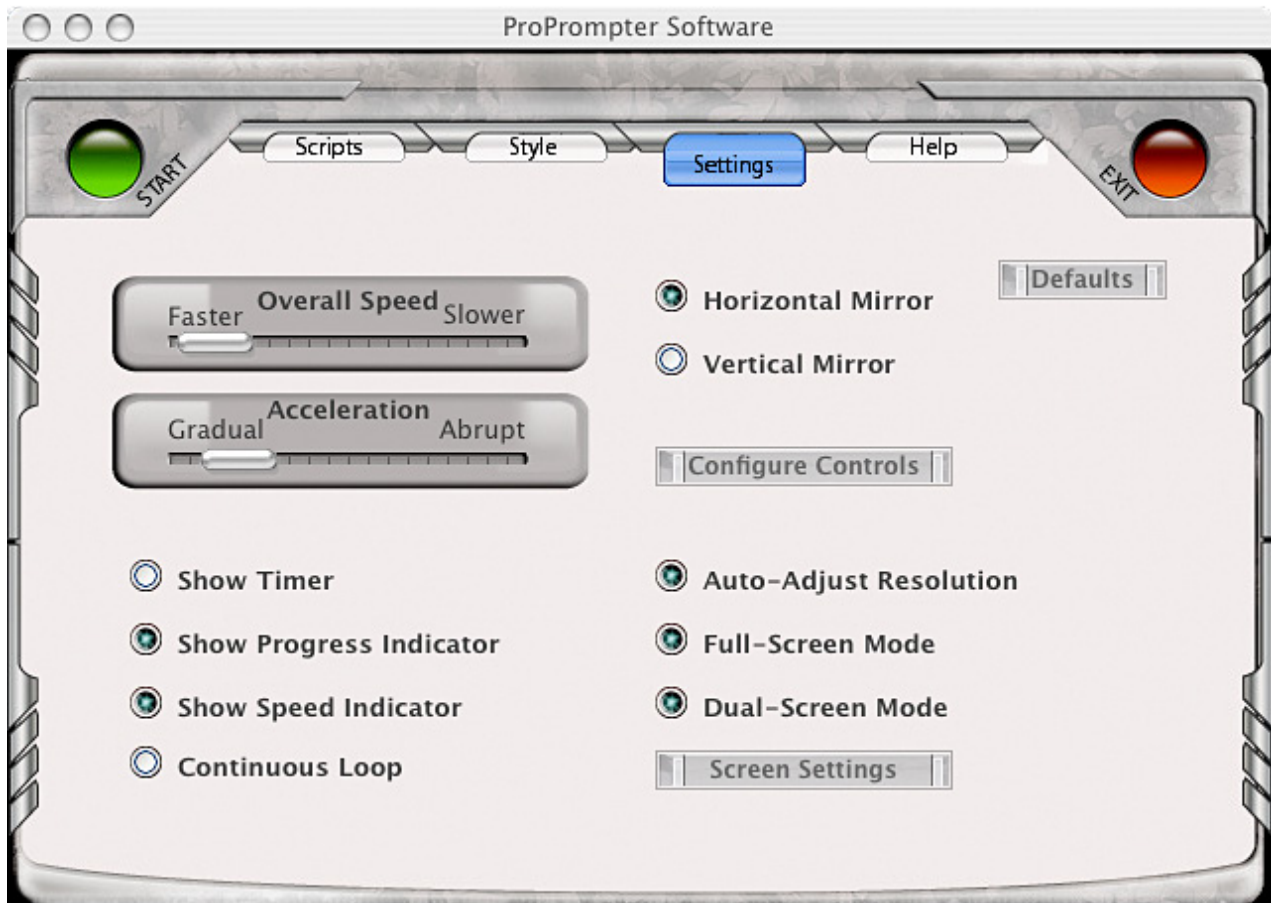 ProPrompter Software
START
Scripts
Style
Settings
Help
EXIT
Defaults
Overall Speed
Faster
Slower
Horizontal Mirror
Vertical Mirror
Acceleration
Gradual
Abrupt
Configure Controls
Show Timer
Auto-Adjust Resolution
Show Progress Indicator
Full-Screen Mode
Show Speed Indicator
Dual-Screen Mode
Continuous Loop
Screen Settings